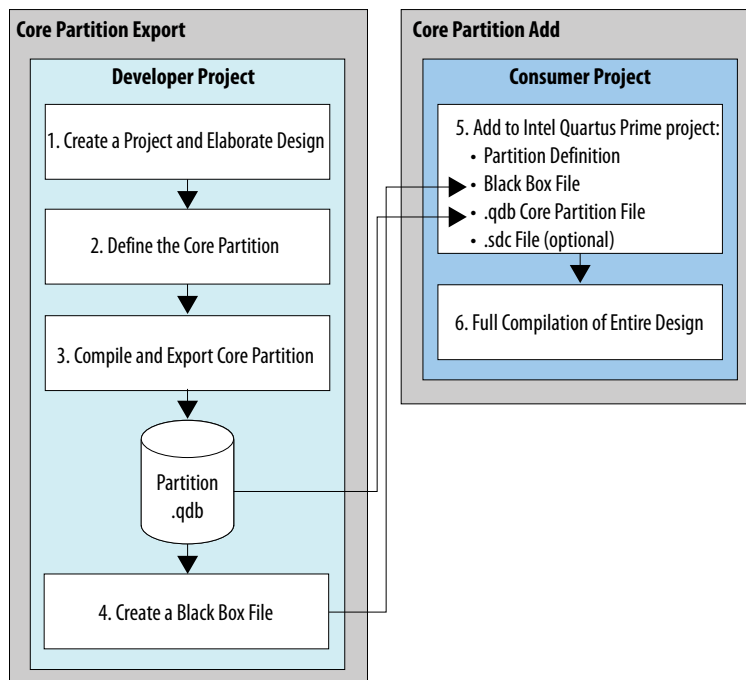 Core Partition Export
Developer Project
1. Create a Project and Elaborate Design
2. Define the Core Partition
3. Compile and Export Core Partition
Partition
.qdb
4. Create a Black Box File
Core Partition Add
Consumer Project
5. Add to Intel Quartus Prime project:
• Partition Definition
• Black Box File
• .qdb Core Partition File
• .sdc File (optional)
6. Full Compilation of Entire Design